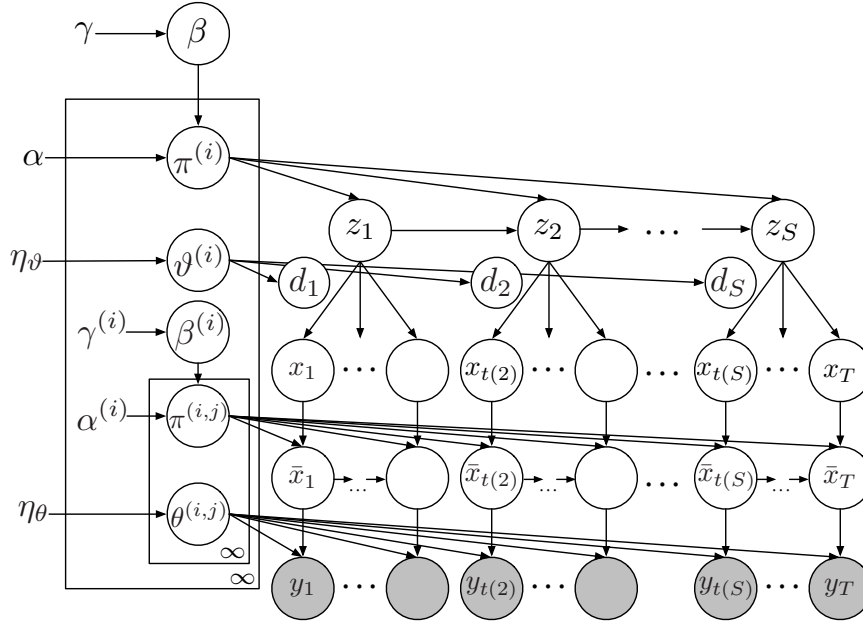 γ β
α π^(i)
z_1 z_2 … z_S
η_ϑ ϑ^(i) d_1 d_2 d_S
γ^(i) β^(i)
x_1 … x_t(2) … … x_t(S) … x_T
α^(i) π^(i,j)
x̄_1 ... x̄_t(2) ... … x̄_t(S) ... x̄_T
η_θ θ^(i,j)
∞
∞
y_1 … y_t(2) … … y_t(S) … y_T